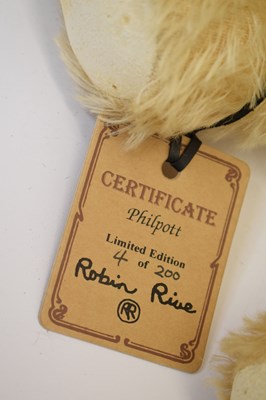 CERTIFICATE
Philpott
Limited Edition
4 of 200
Robin Rive
RR